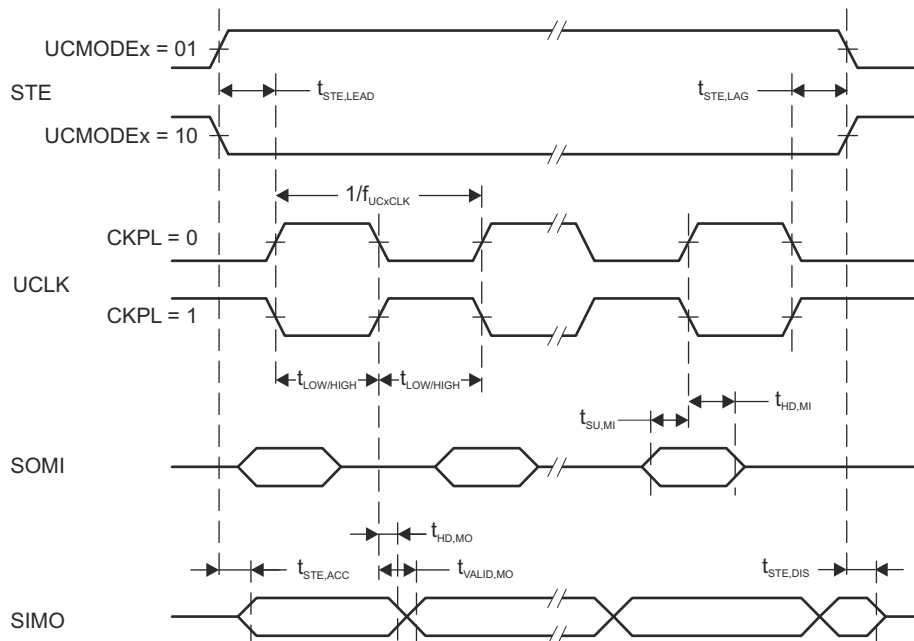 UCMODEx = 01
STE
t_STE,LEAD
t_STE,LAG
UCMODEx = 10
1/f_UCxCLK
CKPL = 0
UCLK
CKPL = 1
t_LOW/HIGH t_LOW/HIGH
t_HD,MI
t_SU,MI
SOMI
t_HD,MO
t_STE,ACC t_VALID,MO t_STE,DIS
SIMO